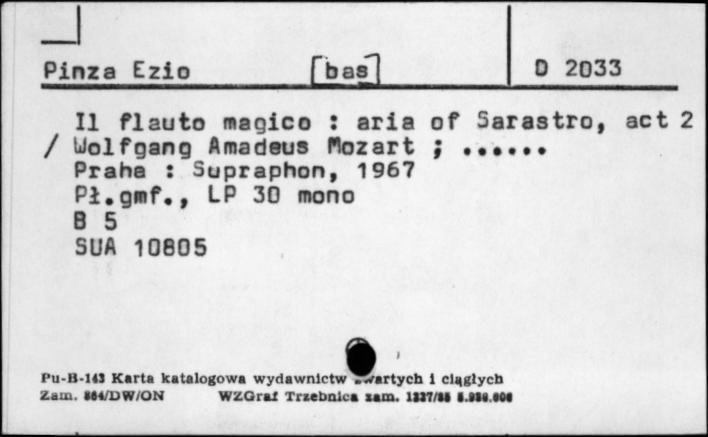 Pinza Ezio [bas] D 2033
Il flauto magico : aria of Sarastro, act 2
/ Wolfgang Amadeus Mozart ; ......
Praha : Supraphon, 1967
Pł.gmf., LP 30 mono
B 5
SUA 10805
Pu-B-143 Karta katalogowa wydawnictw zwartych i ciągłych
Zam. 864/DW/ON WZGraf Trzebnica zam.